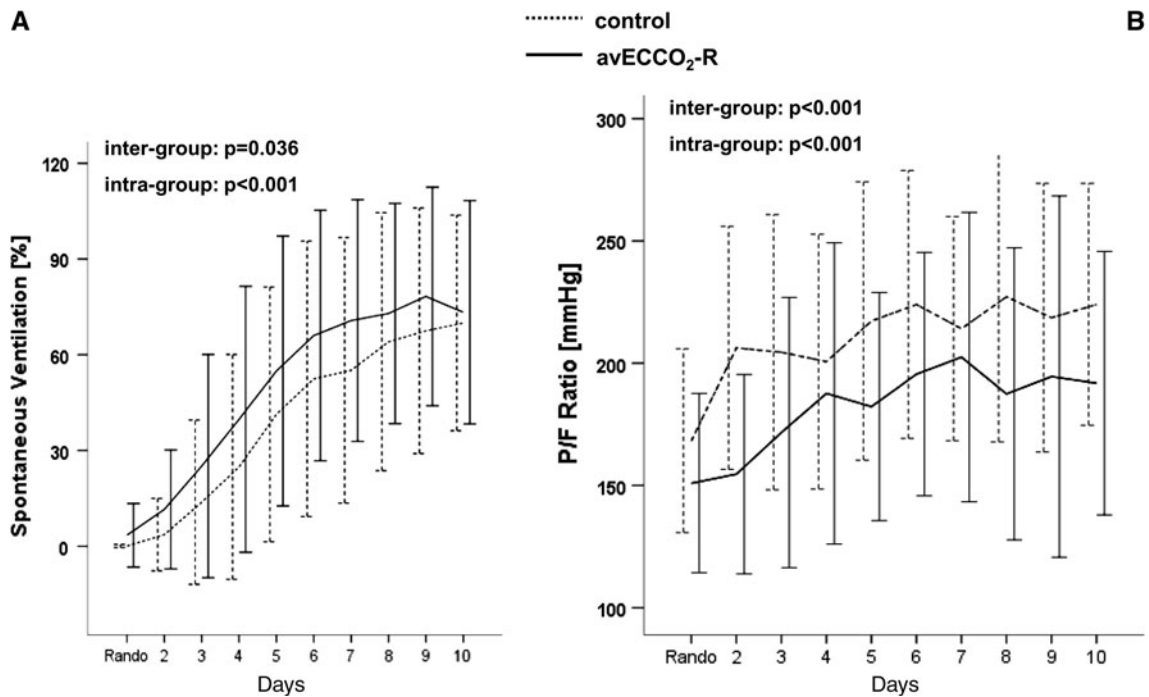 A
control
B
avECCO₂-R
inter-group: p=0.036
intra-group: p<0.001
120
90
60
30
0
Spontaneous Ventilation [%]
Rando 2 3 4 5 6 7 8 9 10
Days
inter-group: p<0.001
intra-group: p<0.001
300
250
200
150
100
P/F Ratio [mmHg]
Rando 2 3 4 5 6 7 8 9 10
Days